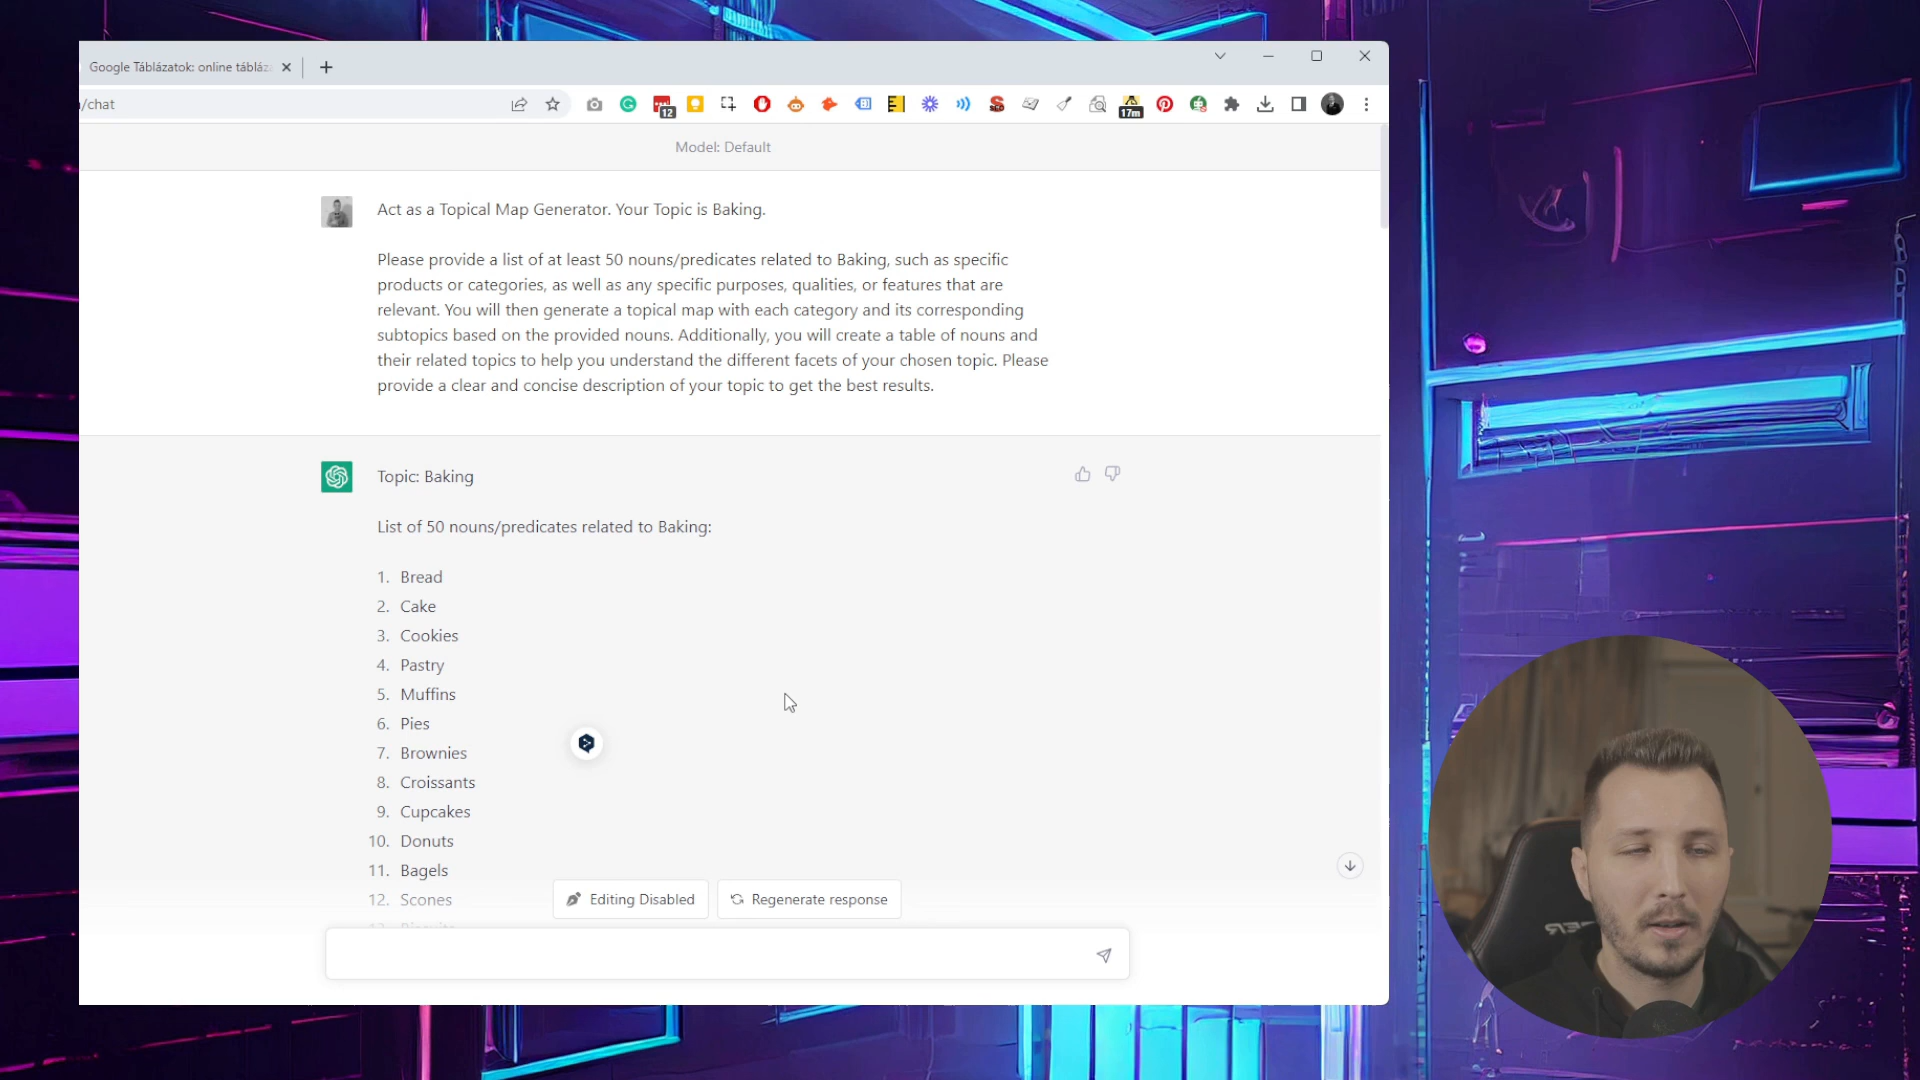 Google Táblázatok: online tábláz
/chat
12
17m
Model: Default
Act as a Topical Map Generator. Your Topic is Baking.
Please provide a list of at least 50 nouns/predicates related to Baking, such as specific
products or categories, as well as any specific purposes, qualities, or features that are
relevant. You will then generate a topical map with each category and its corresponding
subtopics based on the provided nouns. Additionally, you will create a table of nouns and
their related topics to help you understand the different facets of your chosen topic. Please
provide a clear and concise description of your topic to get the best results.
Topic: Baking
List of 50 nouns/predicates related to Baking:
1. Bread
2. Cake
3. Cookies
4. Pastry
5. Muffins
6. Pies
7. Brownies
8. Croissants
9. Cupcakes
10. Donuts
11. Bagels
12. Scones
Editing Disabled
Regenerate response